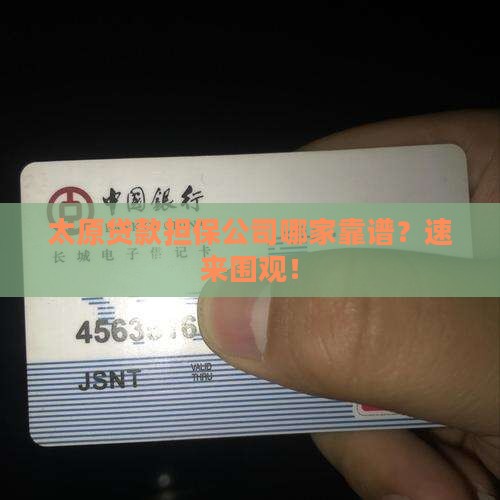 中国银行
太原贷款担保公司哪家靠谱？速
来围观！
长城电子借记卡
4563
JSNT
VALID
THRU